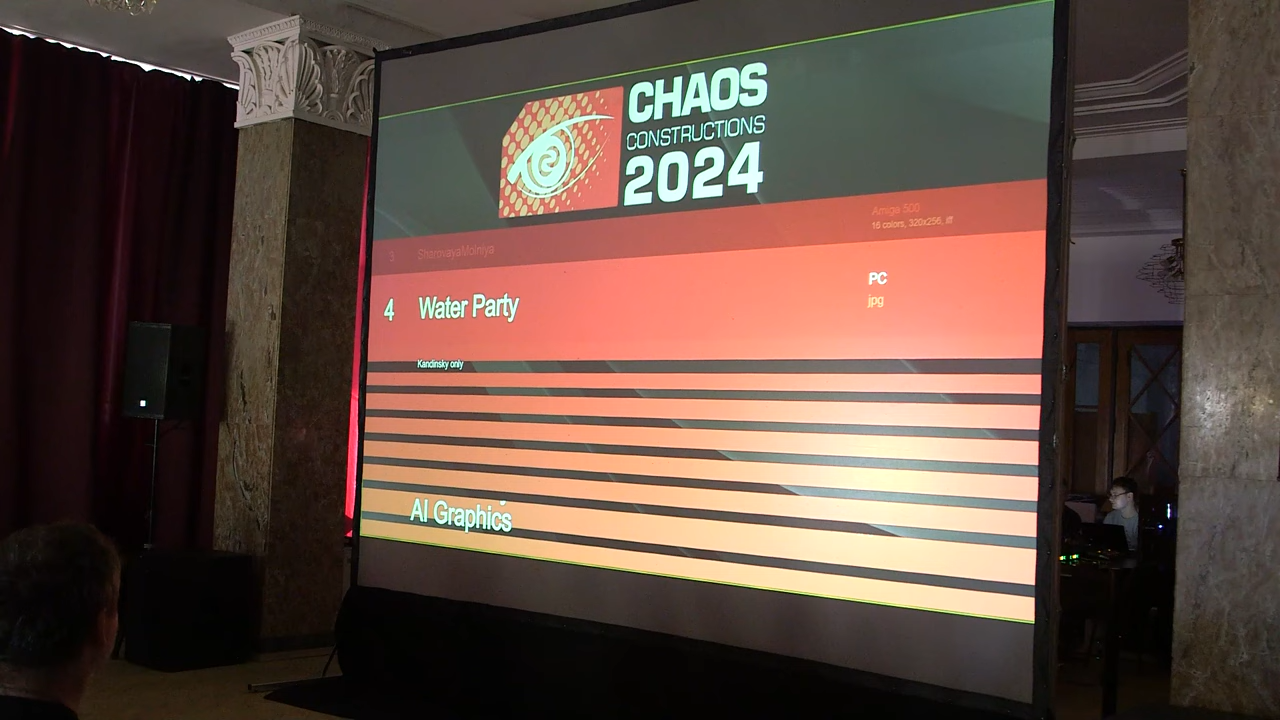 CHAOS
CONSTRUCTIONS
2024
3 SharovayaMolniya
Amiga 500
16 colors, 320x256, iff
4 Water Party
PC
jpg
Kandinsky only
AI Graphics